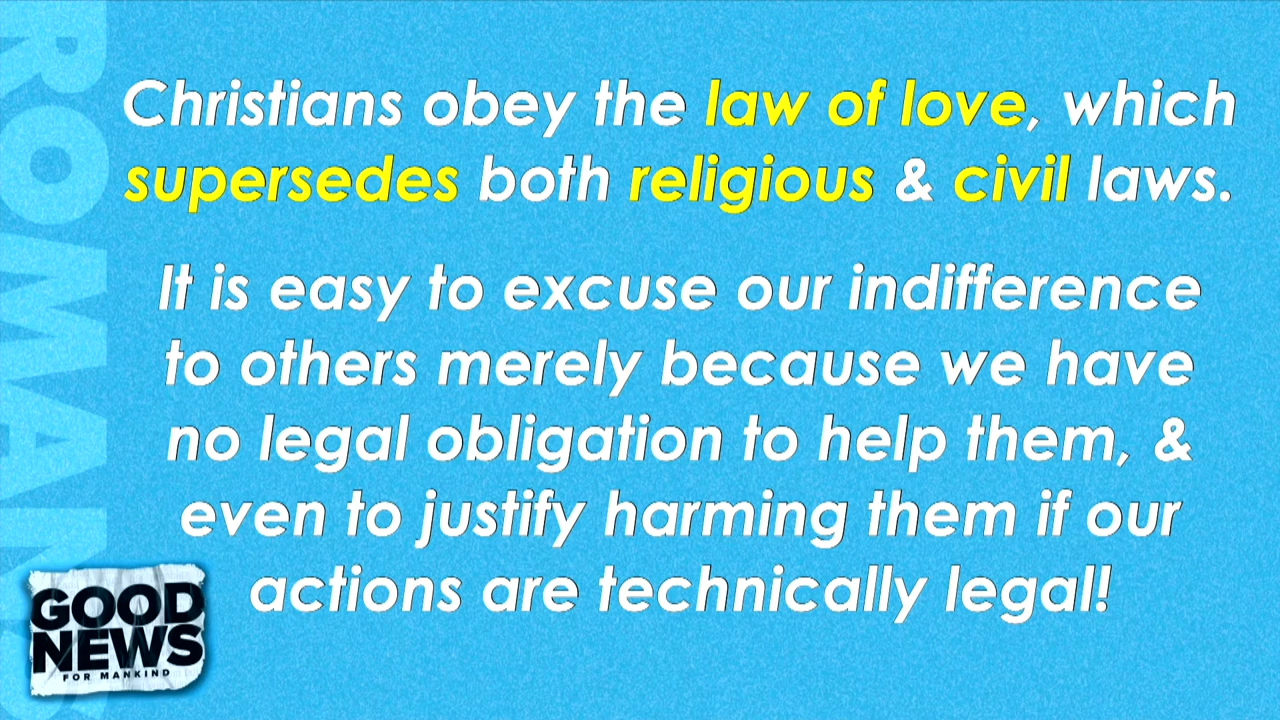 ROMANS
Christians obey the law of love, which
supersedes both religious & civil laws.
It is easy to excuse our indifference
to others merely because we have
no legal obligation to help them, &
even to justify harming them if our
actions are technically legal!
GOOD
NEWS
FOR MANKIND